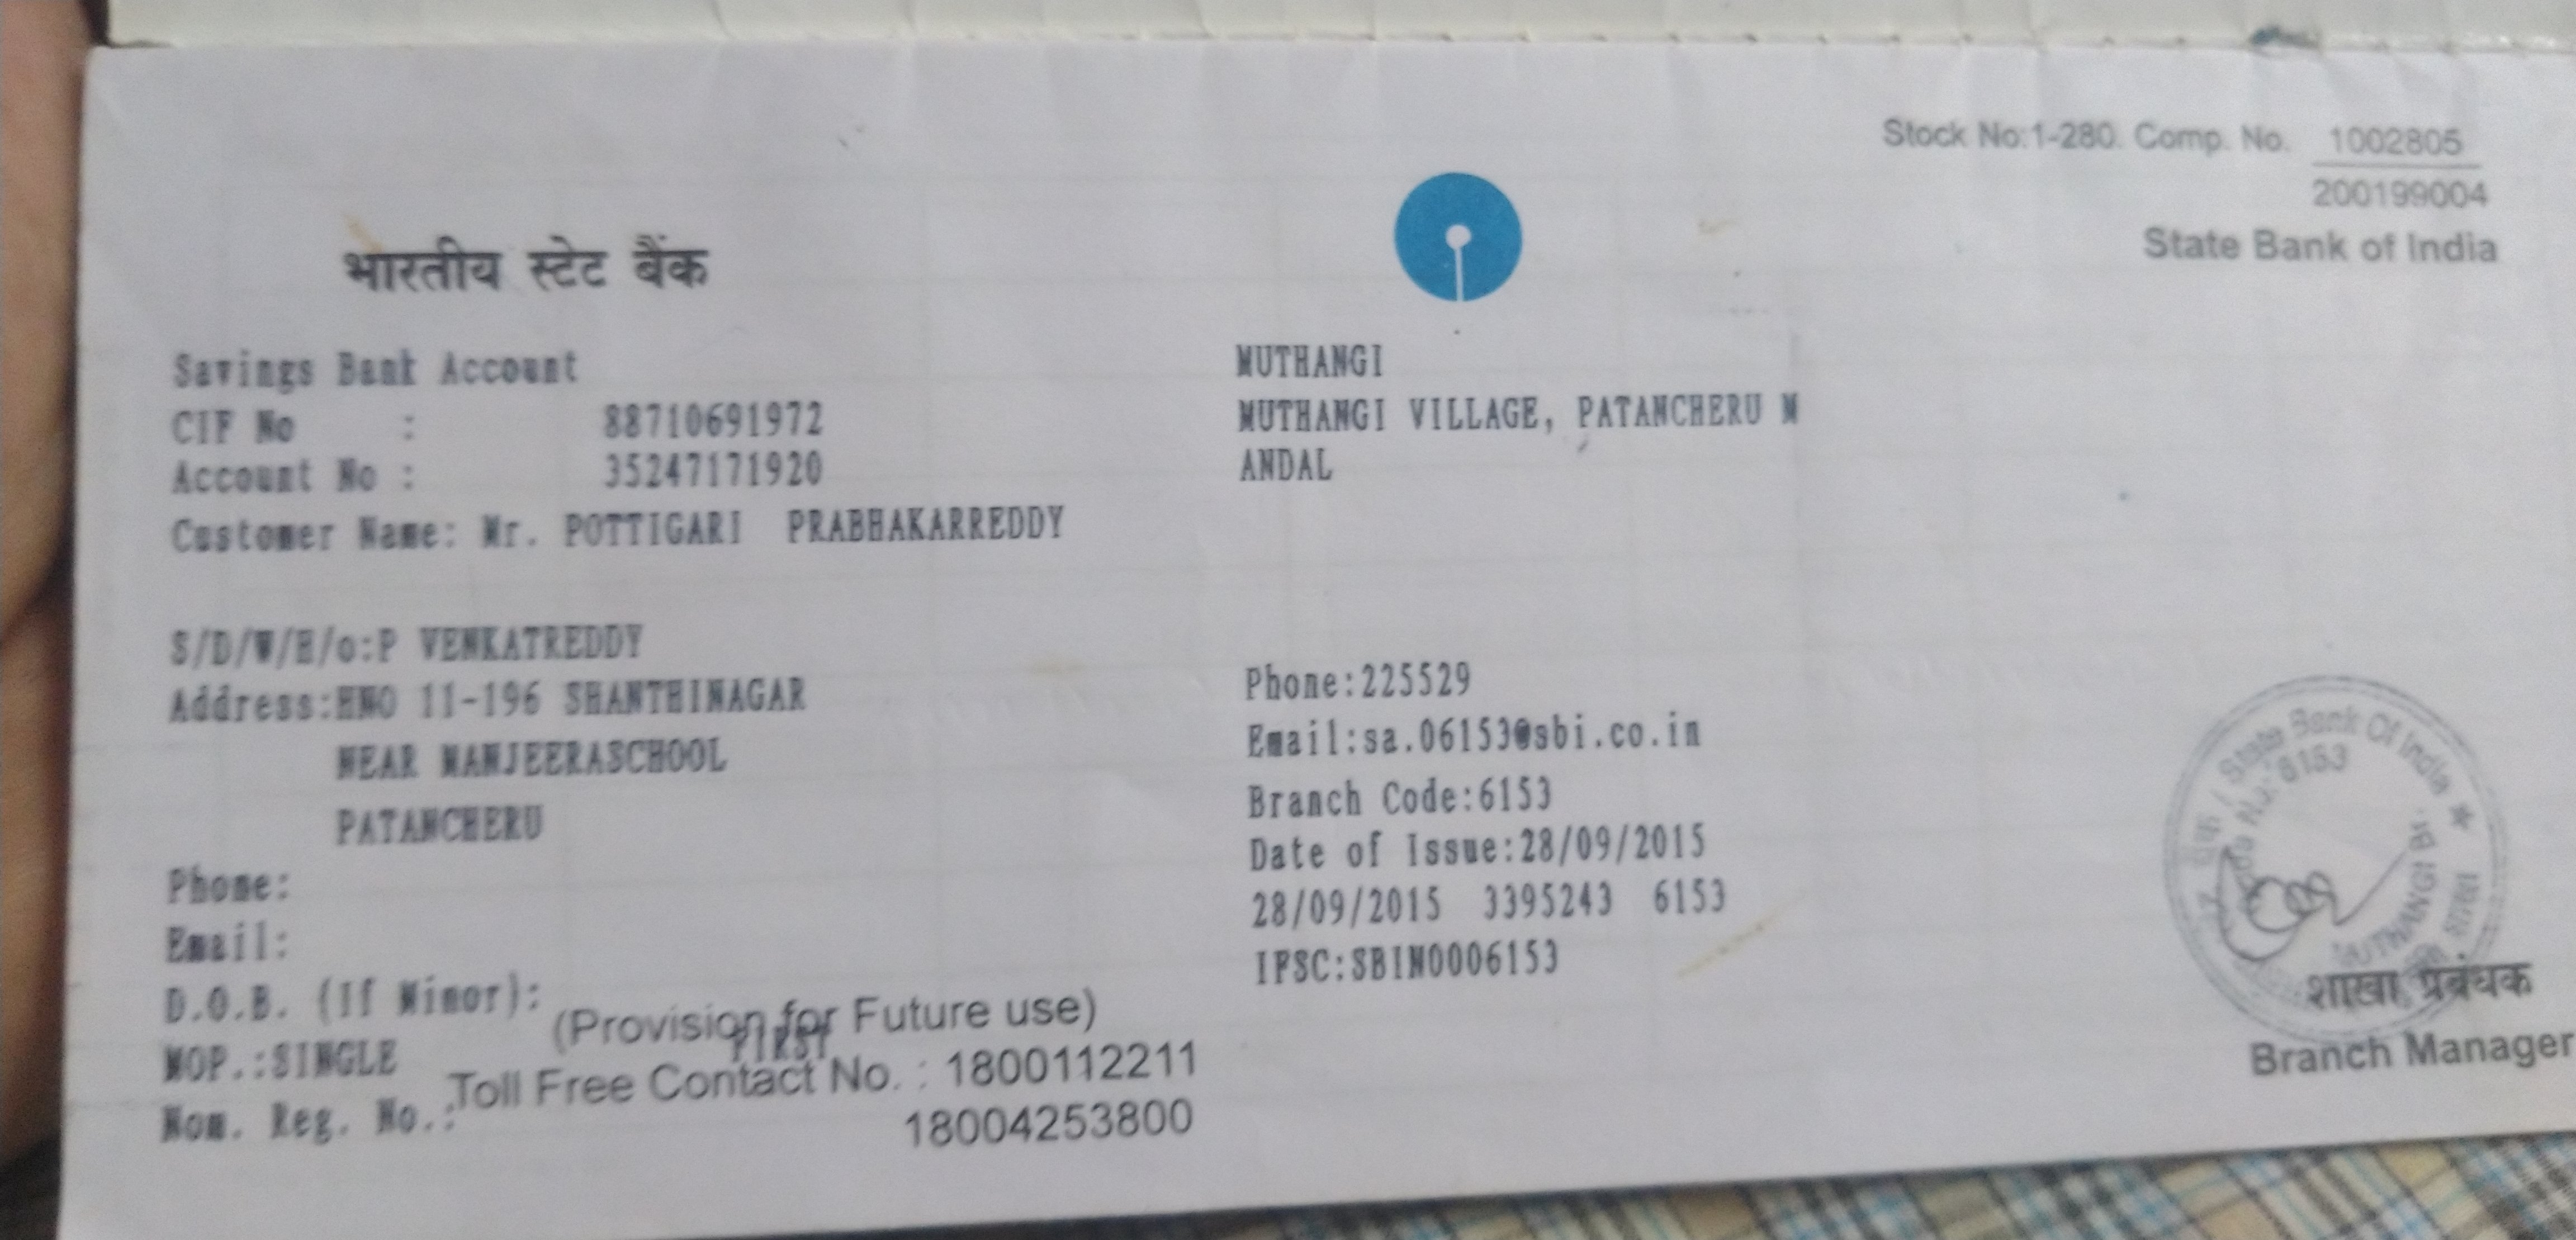 Stock No:1-280. Comp. No. 1002805
200199004
भारतीय स्टेट बैंक
State Bank of India
Savings Bank Account
CIF No : 88710691972
Account No : 35247171920
Customer Name: Mr. POTTIGARI PRABHAKARREDDY
MUTHANGI
MUTHANGI VILLAGE, PATANCHERU M
ANDAL
S/D/W/H/o:P VENKATREDDY
Address:HNO 11-196 SHANTHINAGAR
NEAR MANJEERASCHOOL
PATANCHERU
Phone:
Email:
D.O.B. (If Minor):
(Provision for Future use)
FIRST
MOP.:SINGLE
Toll Free Contact No. : 1800112211
Nom. Reg. No.:
18004253800
Phone:225529
Email:sa.06153@sbi.co.in
Branch Code:6153
Date of Issue:28/09/2015
28/09/2015 3395243 6153
IFSC:SBIN0006153
State Bank Of India ★
6153
MUTHANGI Br.
शाखा प्रबंधक
Branch Manager